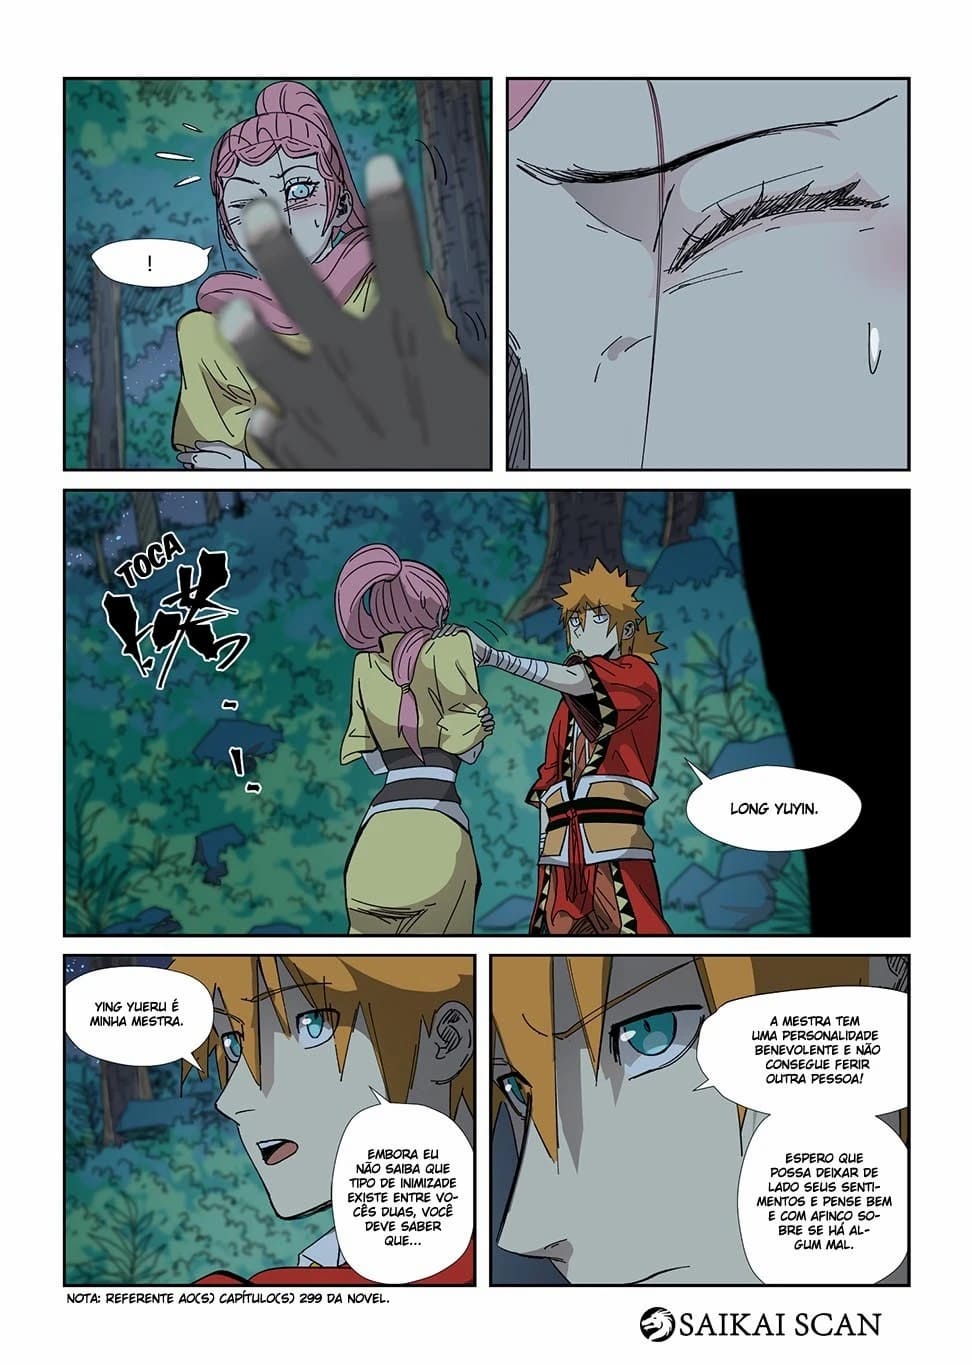 !
TOCA
LONG YUYIN.
YING YUERU É
MINHA MESTRA.
EMBORA EU
NÃO SAIBA QUE
TIPO DE INIMIZADE
EXISTE ENTRE VO-
CÊS DUAS, VOCÊ
DEVE SABER
QUE...
A MESTRA TEM
UMA PERSONALIDADE
BENEVOLENTE E NÃO
CONSEGUE FERIR
OUTRA PESSOA!
ESPERO QUE
POSSA DEIXAR DE
LADO SEUS SENTI-
MENTOS E PENSE BEM
E COM AFINCO SO-
BRE SE HÁ AL-
GUM MAL.
NOTA: REFERENTE AO(S) CAPÍTULO(S) 299 DA NOVEL.
SAIKAI SCAN